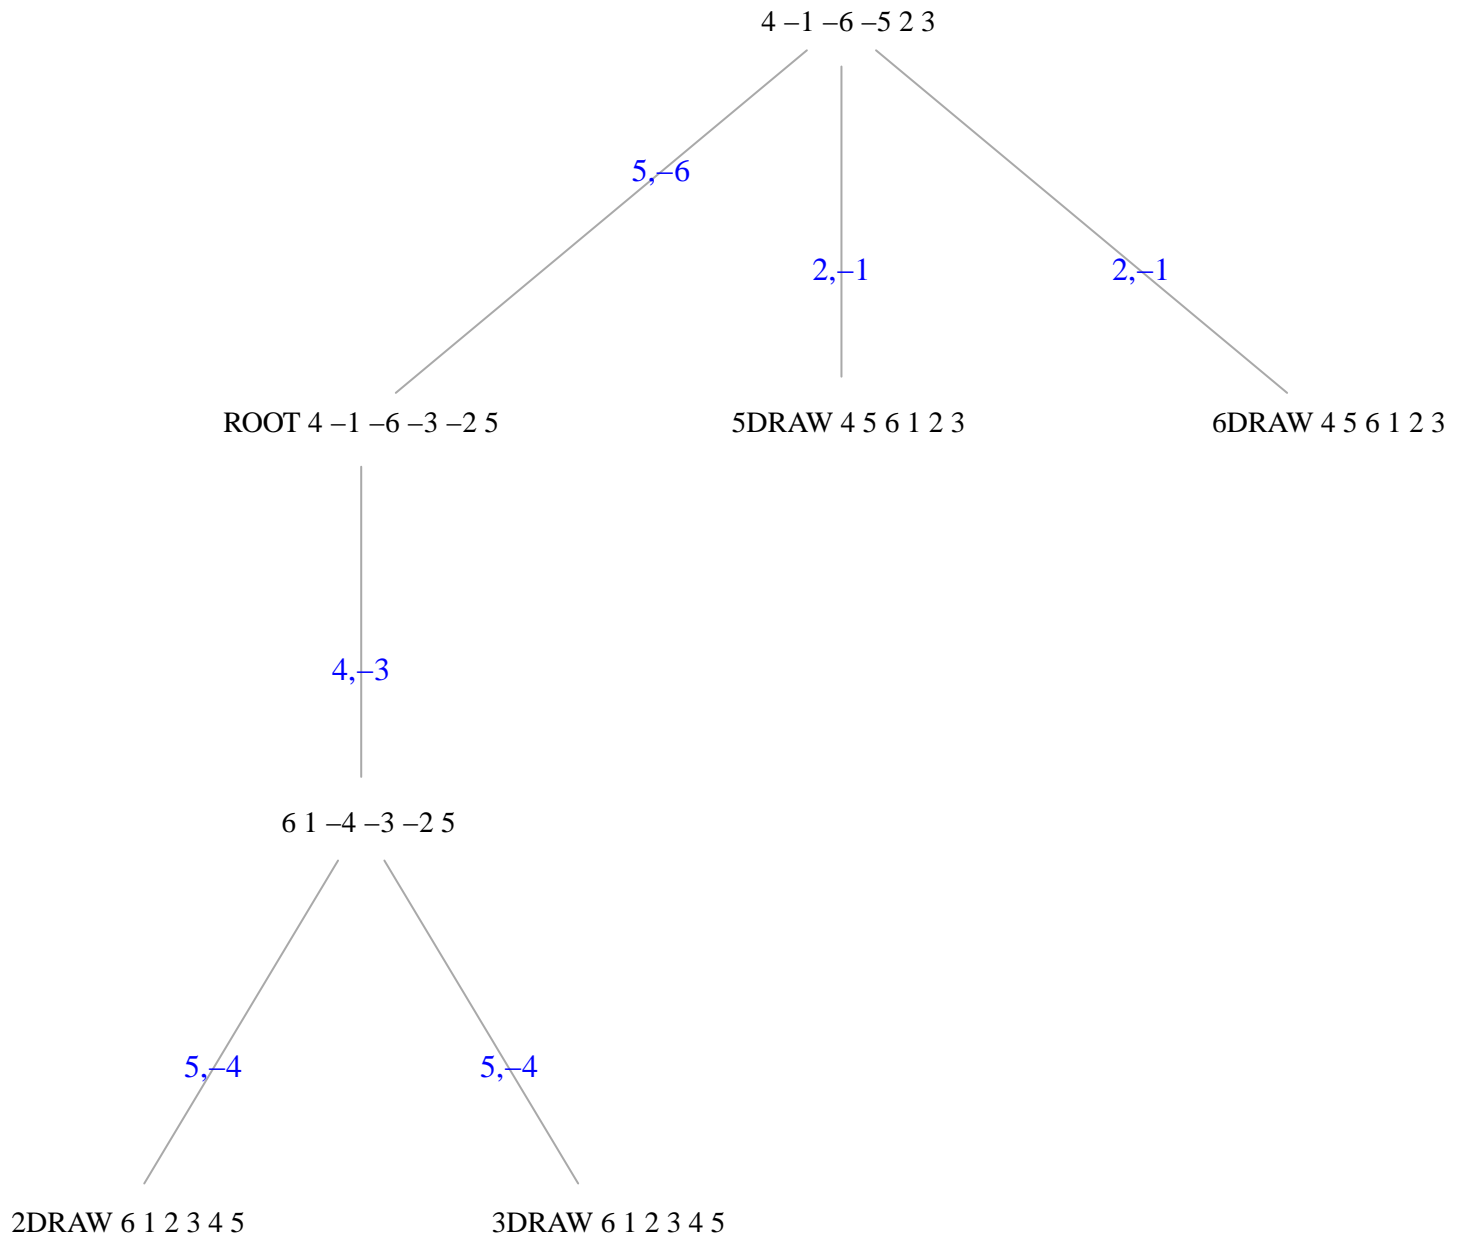 4 –1 –6 –5 2 3
5,–6
2,–1
2,–1
ROOT 4 –1 –6 –3 –2 5
5DRAW 4 5 6 1 2 3
6DRAW 4 5 6 1 2 3
4,–3
6 1 –4 –3 –2 5
5,–4
5,–4
2DRAW 6 1 2 3 4 5
3DRAW 6 1 2 3 4 5